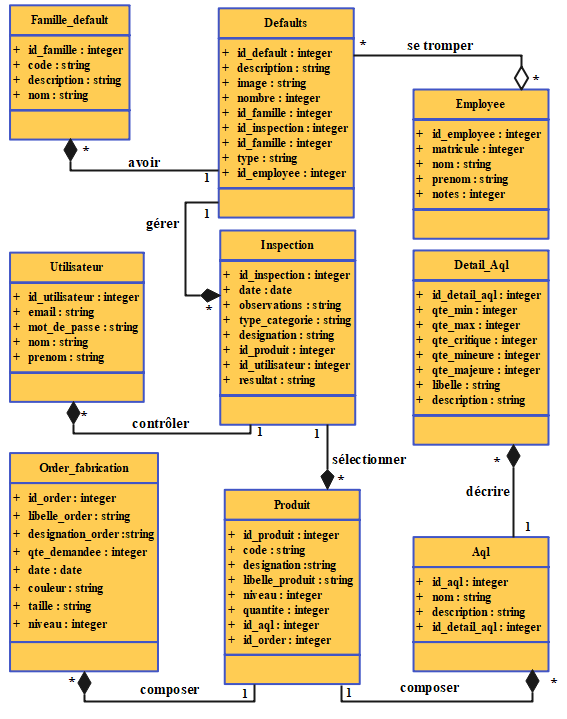 Famille_default
+ id_famille : integer
+ code : string
+ description : string
+ nom : string
*
avoir
1
Defaults
+ id_default : integer
+ description : string
+ image : string
+ nombre : integer
+ id_famille : integer
+ id_inspection : integer
+ id_famille : integer
+ type : string
+ id_employee : integer
*
se tromper
*
Employee
+ id_employee : integer
+ matricule : integer
+ nom : string
+ prenom : string
+ notes : integer
1
gérer
*
Utilisateur
+ id_utilisateur : integer
+ email : string
+ mot_de_passe : string
+ nom : string
+ prenom : string
*
contrôler
1
Inspection
+ id_inspection : integer
+ date : date
+ observations : string
+ type_categorie : string
+ designation : string
+ id_produit : integer
+ id_utilisateur : integer
+ resultat : string
1
sélectionner
*
Detail_Aql
+ id_detail_aql : integer
+ qte_min : integer
+ qte_max : integer
+ qte_critique : integer
+ qte_mineure : integer
+ qte_majeure : integer
+ libelle : string
+ description : string
*
décrire
1
Order_fabrication
+ id_order : integer
+ libelle_order : string
+ designation_order :string
+ qte_demandee : integer
+ date : date
+ couleur : string
+ taille : string
+ niveau : integer
*
composer
1
Produit
+ id_produit : integer
+ code : string
+ designation :string
+ libelle_produit : string
+ niveau : integer
+ quantite : integer
+ id_aql : integer
+ id_order : integer
1
composer
*
Aql
+ id_aql : integer
+ nom : string
+ description : string
+ id_detail_aql : integer